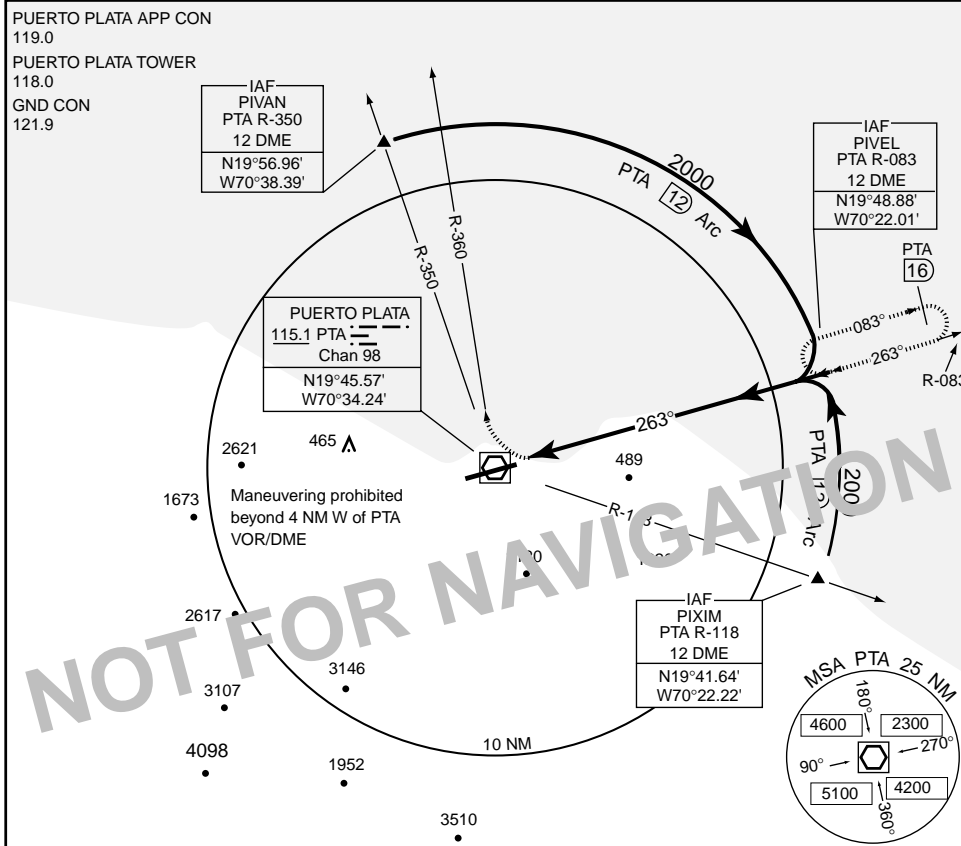 PUERTO PLATA APP CON
119.0
PUERTO PLATA TOWER
118.0
GND CON
121.9
IAF
PIVAN
PTA R-350
12 DME
N19°56.96'
W70°38.39'
2000
PTA 12 Arc
IAF
PIVEL
PTA R-083
12 DME
N19°48.88'
W70°22.01'
PTA
16
083°
263°
R-083
R-360
R-350
PUERTO PLATA
115.1 PTA
Chan 98
N19°45.57'
W70°34.24'
263°
2621
465
489
1673
Maneuvering prohibited
beyond 4 NM W of PTA
VOR/DME
PTA Arc
NOT FOR NAVIGATION
2617
IAF
PIXIM
PTA R-118
12 DME
N19°41.64'
W70°22.22'
3146
3107
4098
1952
10 NM
3510
MSA PTA 25 NM
180°
4600
2300
270°
90°
5100
4200
360°